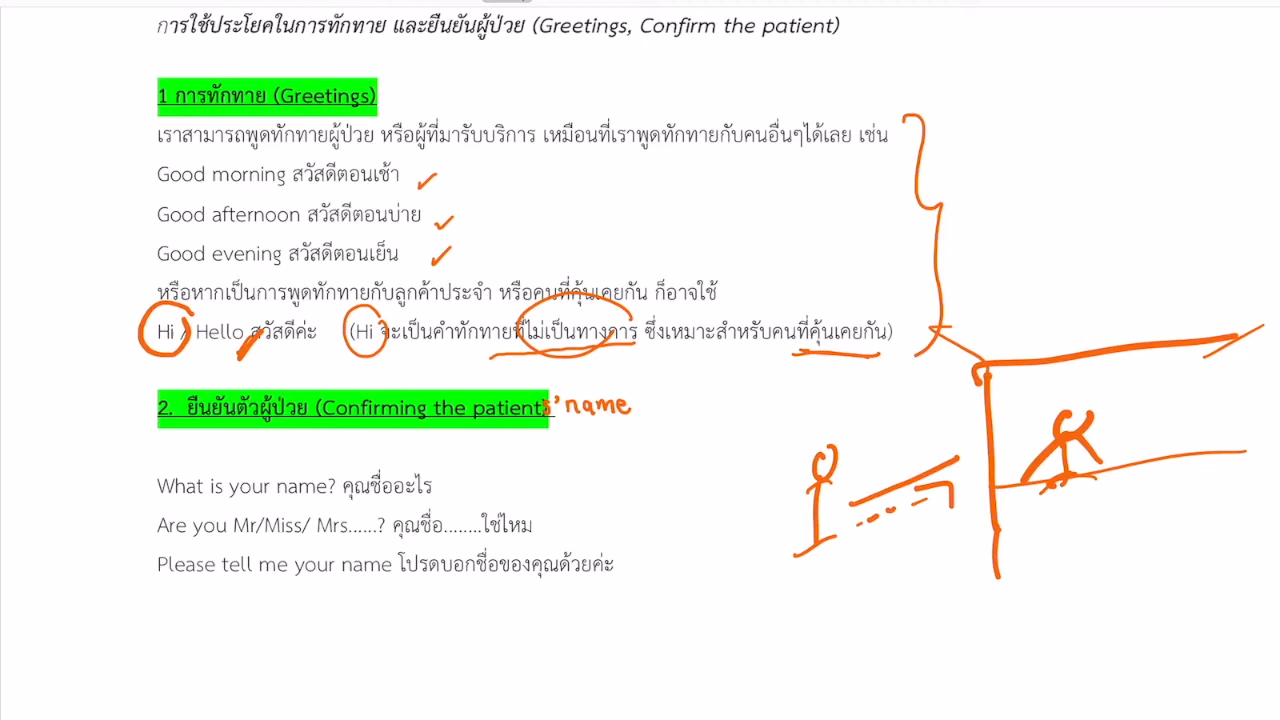 การใช้ประโยคในการทักทาย และยืนยันผู้ป่วย (Greetings, Confirm the patient)
1 การทักทาย (Greetings)
เราสามารถพูดทักทายผู้ป่วย หรือผู้ที่มารับบริการ เหมือนที่เราพูดทักทายกับคนอื่นๆได้เลย เช่น
Good morning สวัสดีตอนเช้า
Good afternoon สวัสดีตอนบ่าย
Good evening สวัสดีตอนเย็น
หรือหากเป็นการพูดทักทายกับลูกค้าประจำ หรือคนที่คุ้นเคยกัน ก็อาจใช้
Hi / Hello สวัสดีค่ะ (Hi จะเป็นคำทักทายที่ไม่เป็นทางการ ซึ่งเหมาะสำหรับคนที่คุ้นเคยกัน)
2. ยืนยันตัวผู้ป่วย (Confirming the patient)s' name
What is your name? คุณชื่ออะไร
Are you Mr/Miss/ Mrs......? คุณชื่อ........ใช่ไหม
Please tell me your name โปรดบอกชื่อของคุณด้วยค่ะ